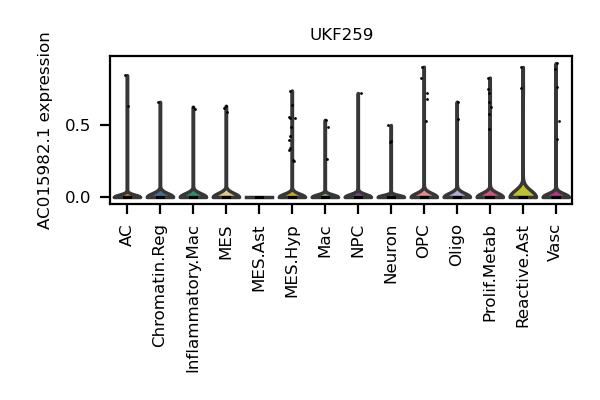 UKF259
AC015982.1 expression
0.5
0.0
AC
Chromatin.Reg
Inflammatory.Mac
MES
MES.Ast
MES.Hyp
Mac
NPC
Neuron
OPC
Oligo
Prolif.Metab
Reactive.Ast
Vasc